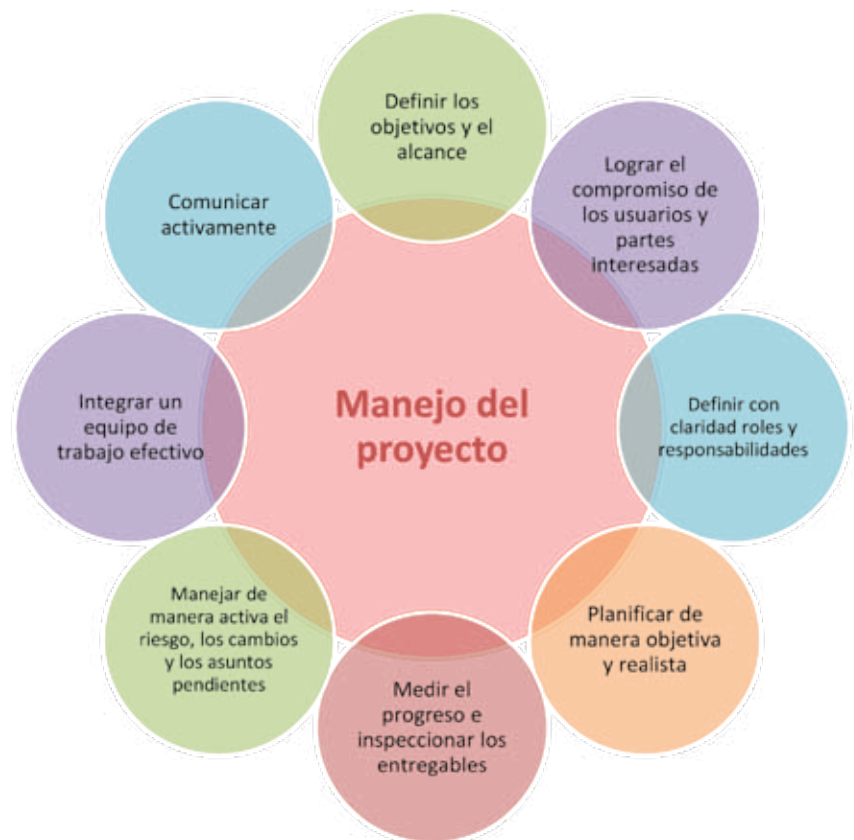 Definir los
objetivos y el
alcance
Lograr el
compromiso de
los usuarios y
partes
interesadas
Definir con
claridad roles y
responsabilidades
Planificar de
manera objetiva
y realista
Medir el
progreso e
inspeccionar los
entregables
Manejar de
manera activa el
riesgo, los cambios
y los asuntos
pendientes
Integrar un
equipo de
trabajo efectivo
Comunicar
activamente
Manejo del
proyecto